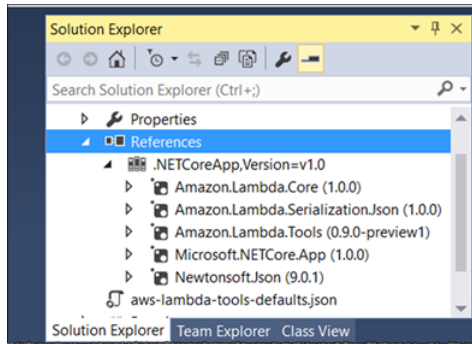 Solution Explorer
Search Solution Explorer (Ctrl+;)
Properties
References
.NETCoreApp,Version=v1.0
Amazon.Lambda.Core (1.0.0)
Amazon.Lambda.Serialization.Json (1.0.0)
Amazon.Lambda.Tools (0.9.0-preview1)
Microsoft.NETCore.App (1.0.0)
Newtonsoft.Json (9.0.1)
aws-lambda-tools-defaults.json
Solution Explorer Team Explorer Class View